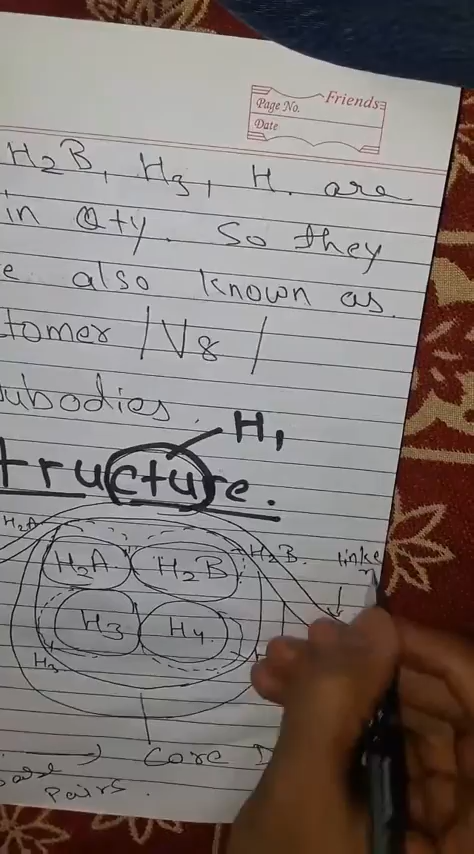 Friends
Page No.
Date
H2B, H3, H. are
in Qty. So they
e also known as.
tomer / V8 /
ubodies.
H1
tructure.
H2A
H2B.
linke
r
H2A H2B
H3 H4
H3
Core D
base
pairs.